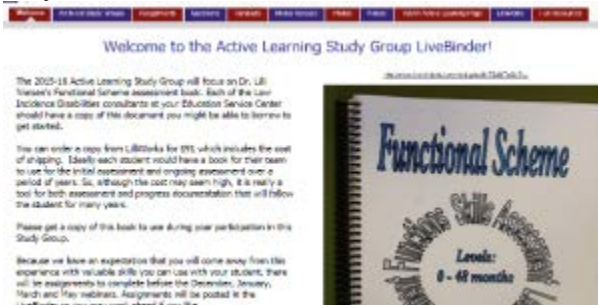 Welcome
Welcome to the Active Learning Study Group LiveBinder!
The 2015-16 Active Learning Study Group will focus on Dr. Lilli
Nielsen's Functional Scheme assessment book. Each of the Low
Incidence Disabilities consultants at your Education Service Center
should have a copy of this document you might be able to borrow to
get started.
You can order a copy from LilliWorks for $91 which includes the cost
of shipping. Ideally each student would have a book for their team
to use for the initial assessment and ongoing assessment over a
period of years. So, although the cost may seem high, it is really a
tool for both assessment and progress documentation that will follow
the student for many years.
Please get a copy of this book to use during your participation in this
Study Group.
Because we have an expectation that you will come away from this
experience with valuable skills you can use with your student, there
will be assignments to complete before the December, January,
March and May webinars. Assignments will be posted in the
Functional Scheme
Functions Skills Assessment
Levels:
0 - 48 months